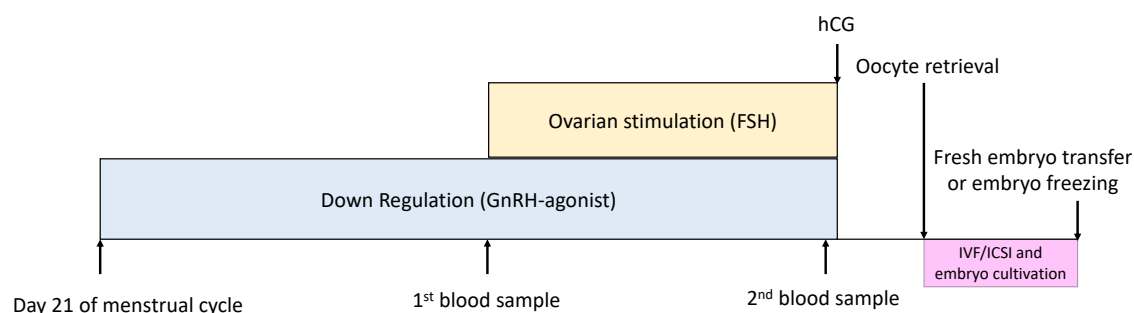 hCG
Oocyte retrieval
Ovarian stimulation (FSH)
Fresh embryo transfer
or embryo freezing
Down Regulation (GnRH-agonist)
IVF/ICSI and
embryo cultivation
Day 21 of menstrual cycle
1st blood sample
2nd blood sample